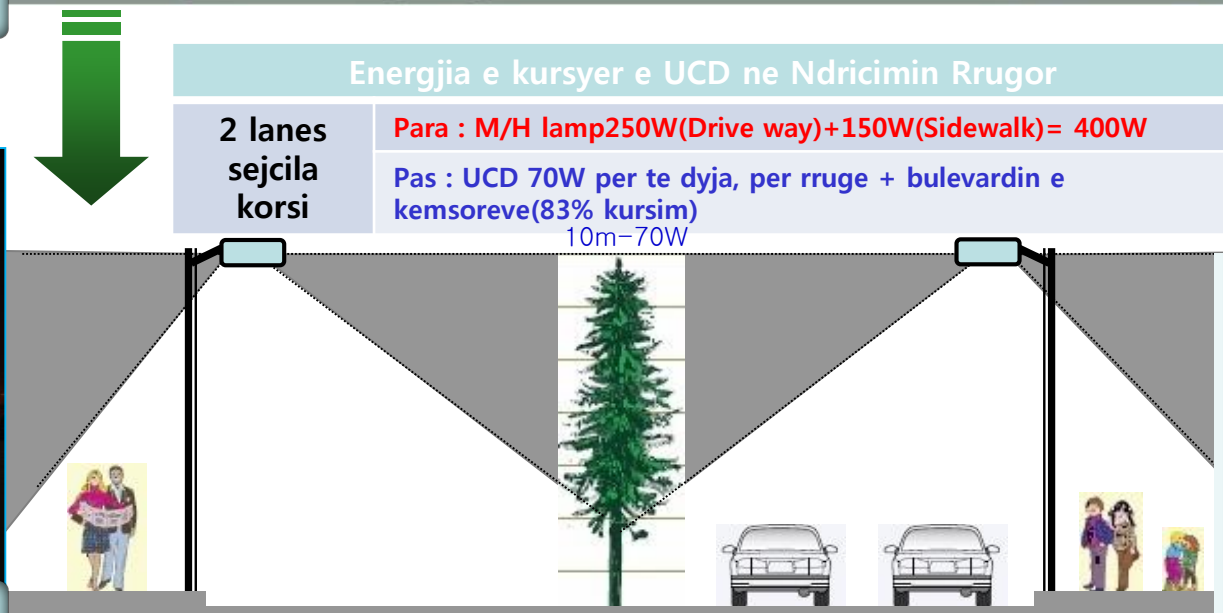 Energjia e kursyer e UCD ne Ndricimin Rrugor
2 lanes
sejcila
korsi
Para : M/H lamp250W(Drive way)+150W(Sidewalk)= 400W
Pas : UCD 70W per te dyja, per rruge + bulevardin e
kemsoreve(83% kursim)
10m-70W